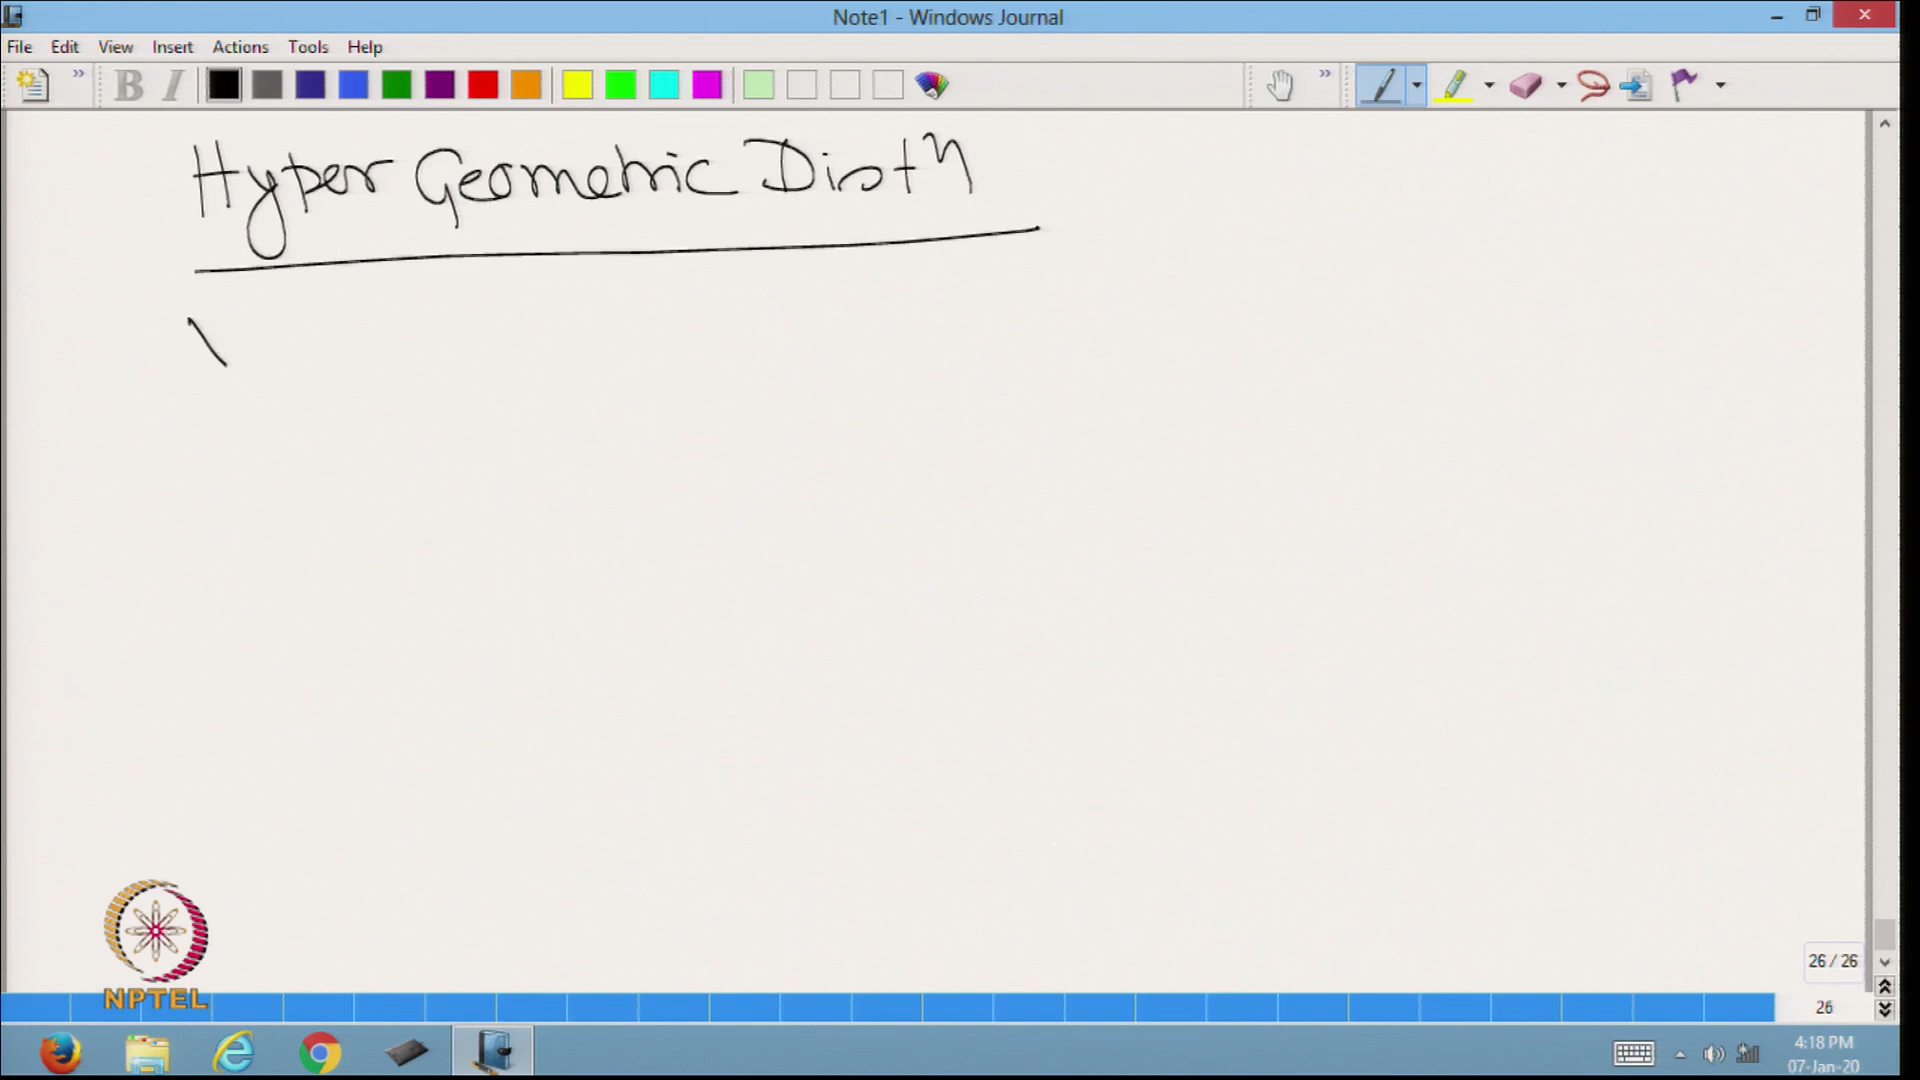 Note1 - Windows Journal
File Edit View Insert Actions Tools Help
B I
Hyper Geometric Distn
NPTEL
26 / 26
26
4:18 PM
07-Jan-20